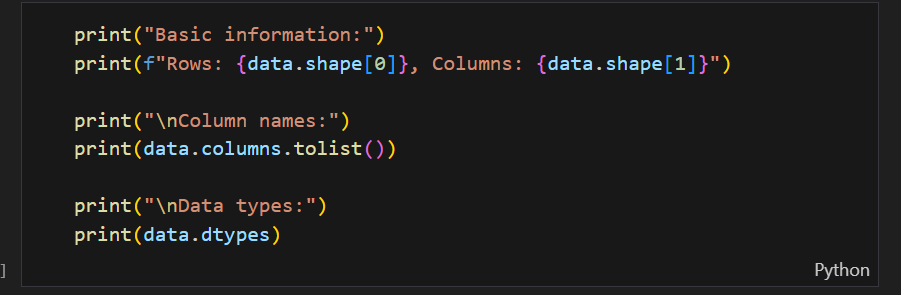 print("Basic information:")
print(f"Rows: {data.shape[0]}, Columns: {data.shape[1]}")
print("\nColumn names:")
print(data.columns.tolist())
print("\nData types:")
print(data.dtypes)
]
Python